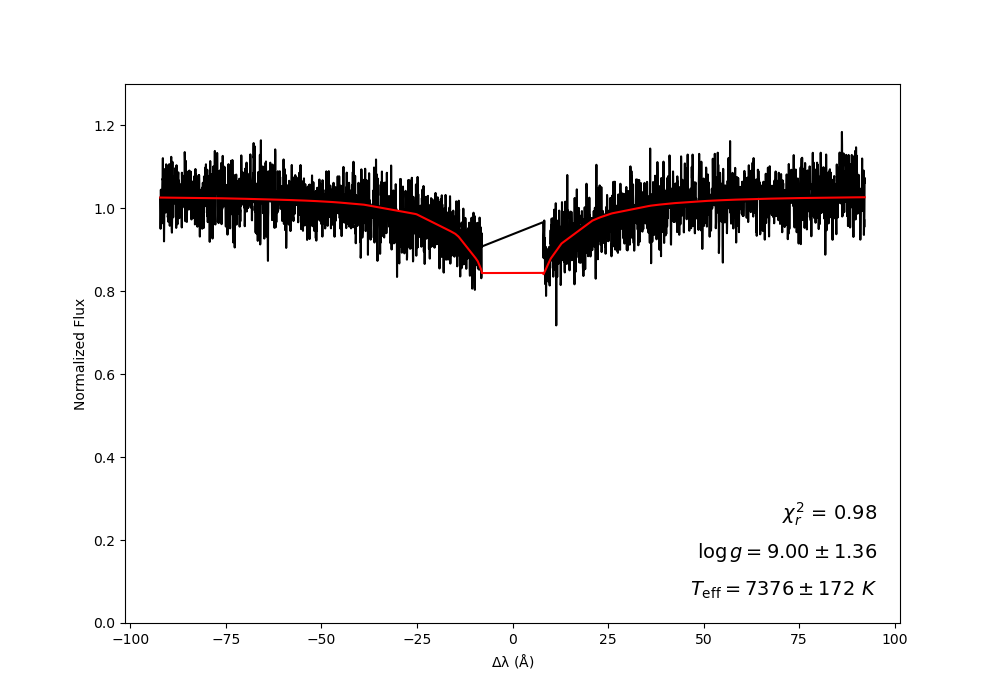 1.2
1.0
0.8
0.6
0.4
0.2
0.0
Normalized Flux
χ²ᵣ = 0.98
log g = 9.00 ± 1.36
T_eff = 7376 ± 172 K
−100 −75 −50 −25 0 25 50 75 100
Δλ (Å)